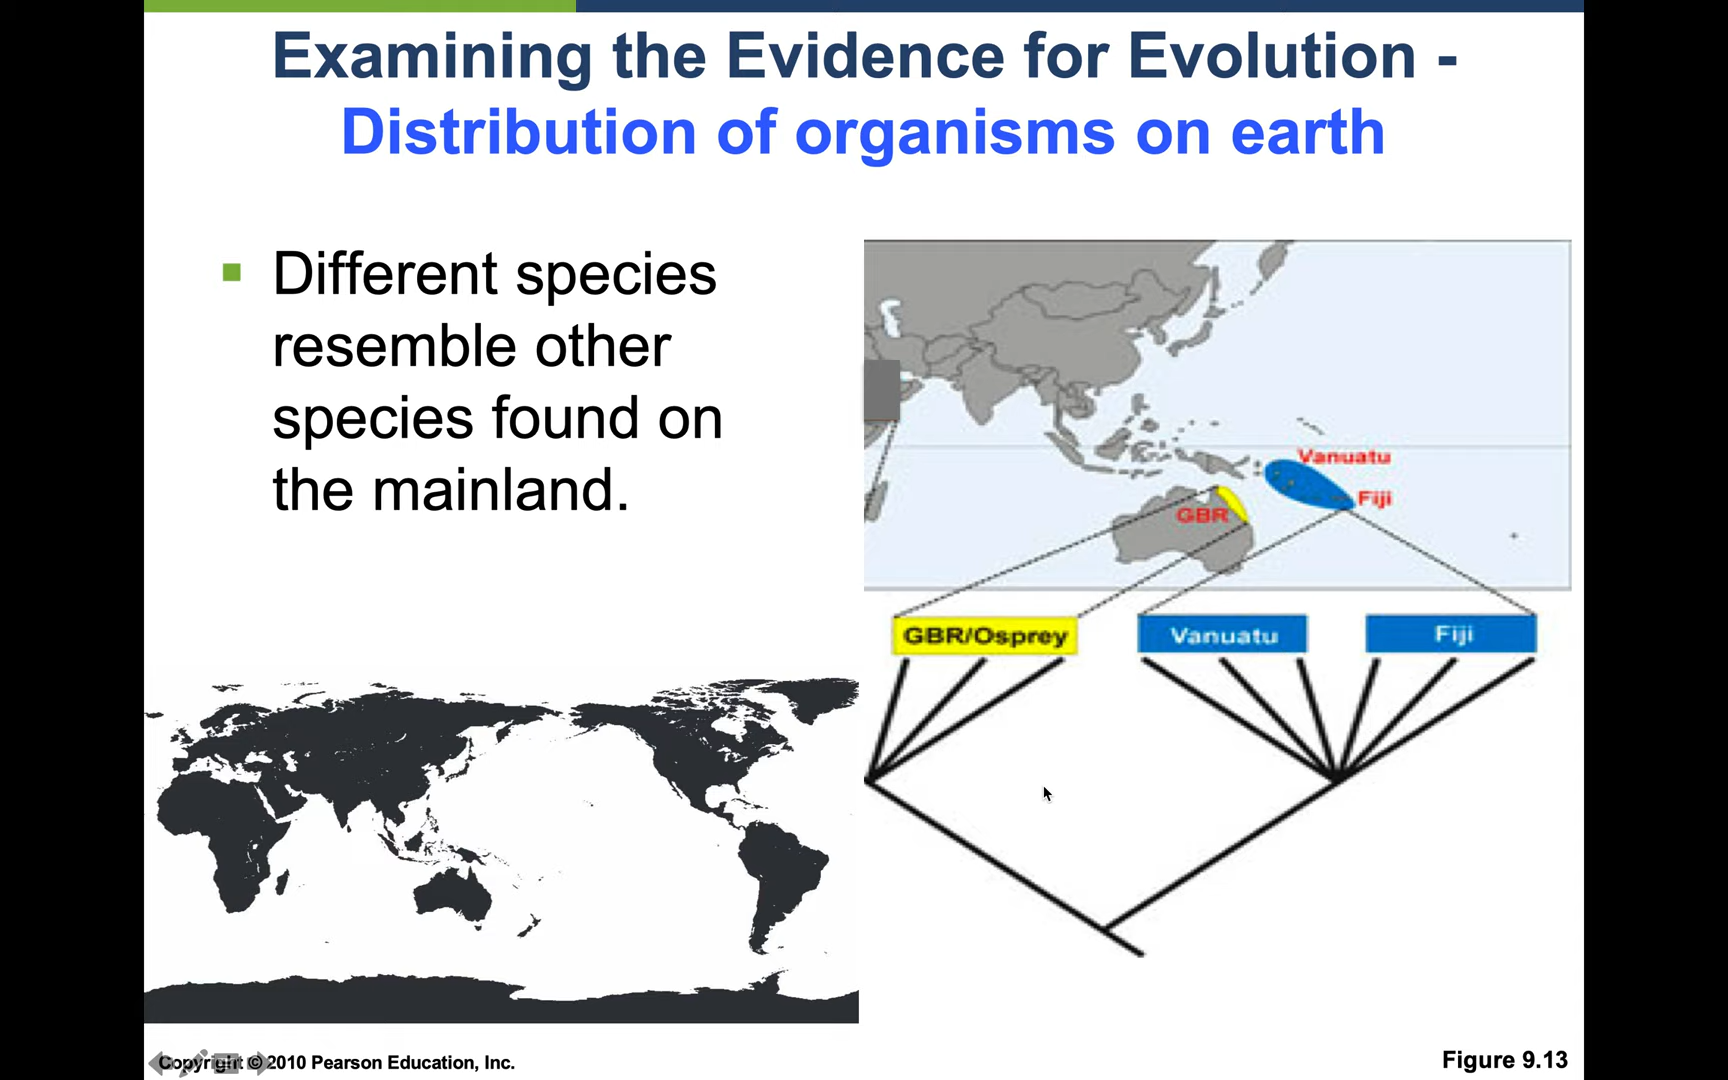 Examining the Evidence for Evolution -
Distribution of organisms on earth
Different species
resemble other
species found on
the mainland.
Vanuatu
Fiji
GBR
GBR/Osprey
Vanuatu
Fiji
Copyright © 2010 Pearson Education, Inc.
Figure 9.13